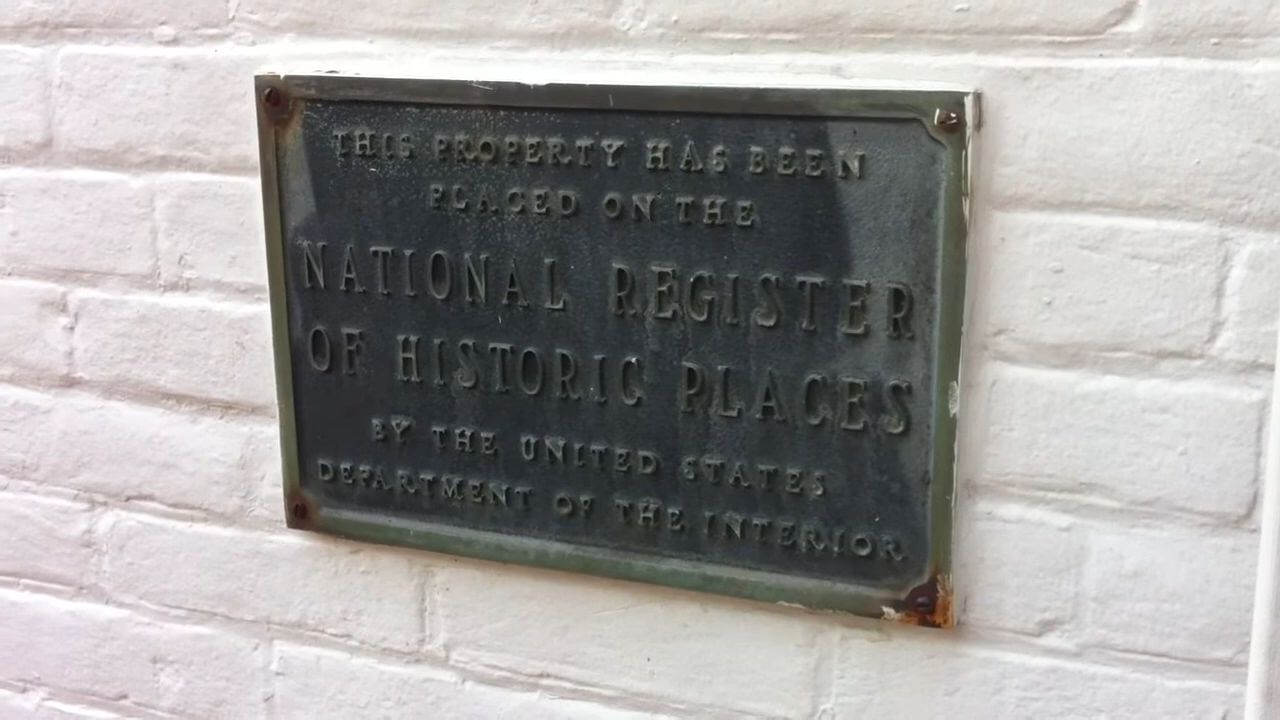 THIS PROPERTY HAS BEEN
PLACED ON THE
NATIONAL REGISTER
OF HISTORIC PLACES
BY THE UNITED STATES
DEPARTMENT OF THE INTERIOR